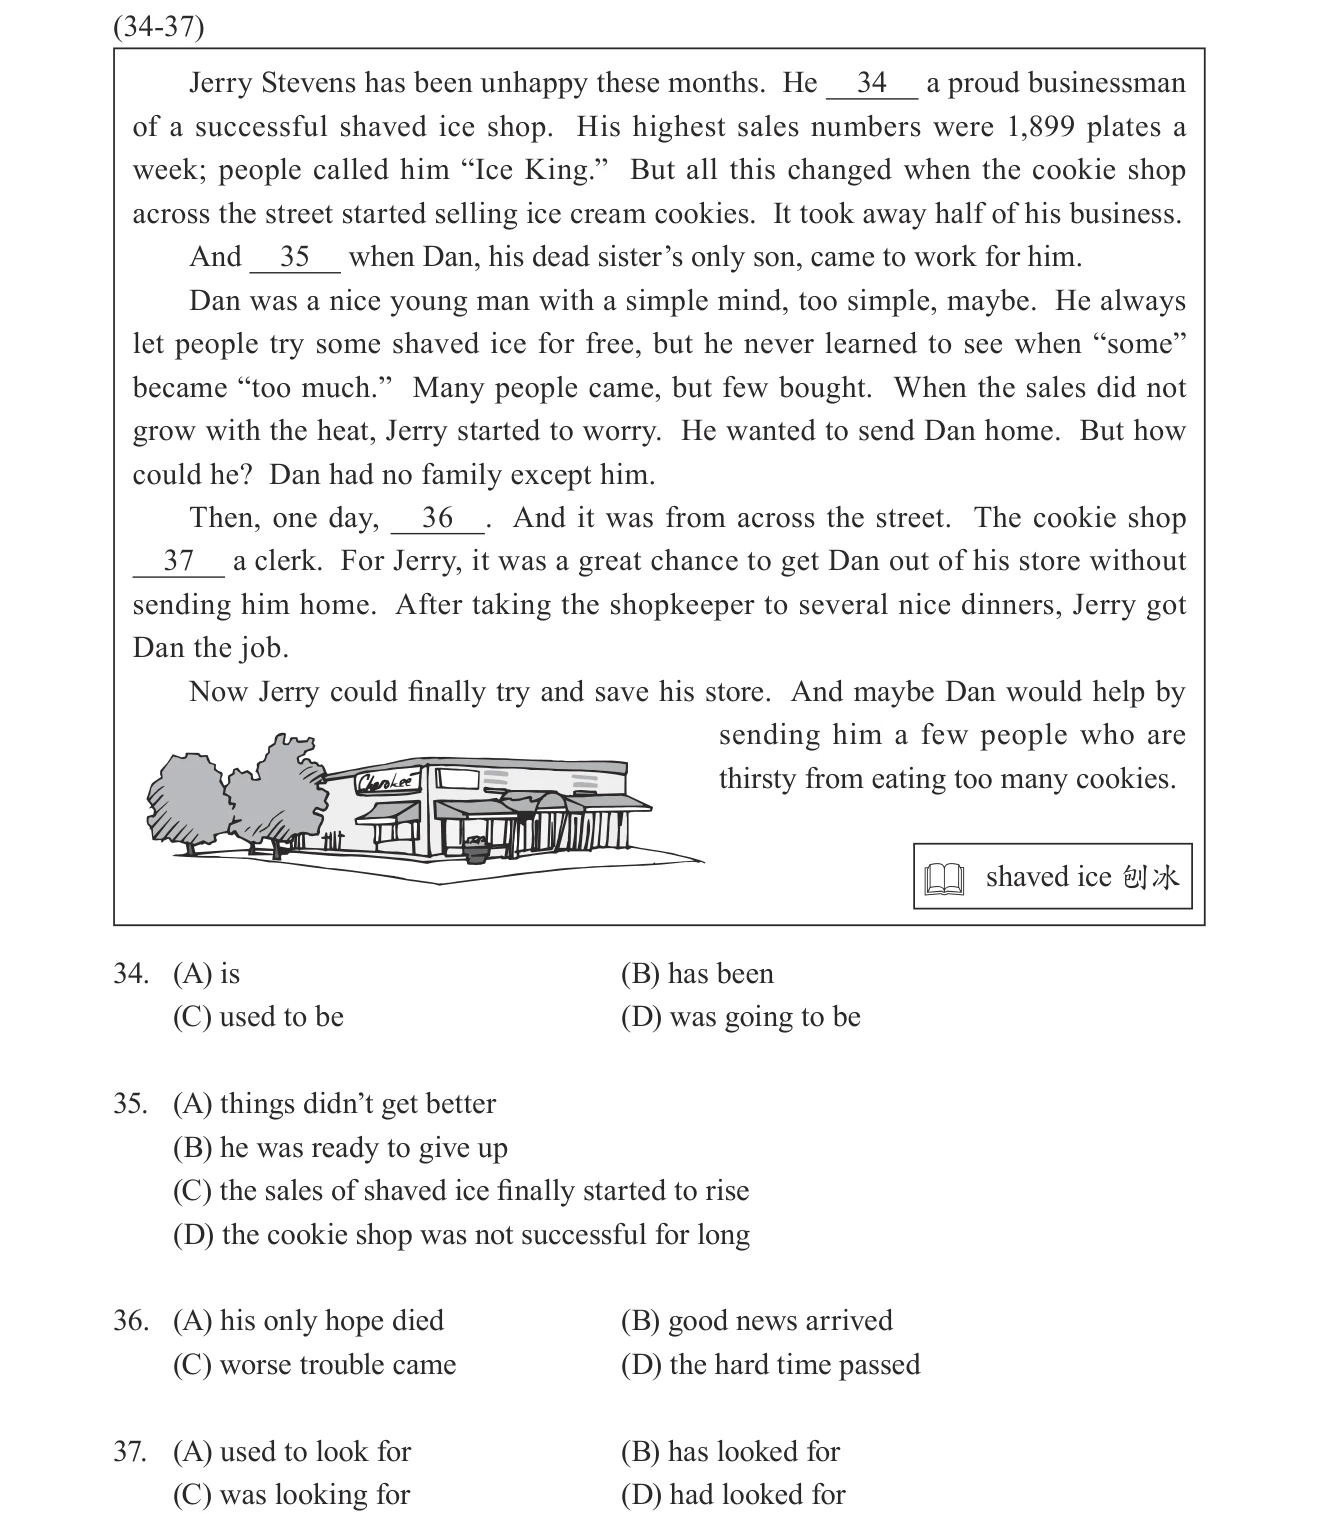 (34-37)
Jerry Stevens has been unhappy these months. He 34 a proud businessman
of a successful shaved ice shop. His highest sales numbers were 1,899 plates a
week; people called him “Ice King.” But all this changed when the cookie shop
across the street started selling ice cream cookies. It took away half of his business.
And 35 when Dan, his dead sister’s only son, came to work for him.
Dan was a nice young man with a simple mind, too simple, maybe. He always
let people try some shaved ice for free, but he never learned to see when “some”
became “too much.” Many people came, but few bought. When the sales did not
grow with the heat, Jerry started to worry. He wanted to send Dan home. But how
could he? Dan had no family except him.
Then, one day, 36 . And it was from across the street. The cookie shop
37 a clerk. For Jerry, it was a great chance to get Dan out of his store without
sending him home. After taking the shopkeeper to several nice dinners, Jerry got
Dan the job.
Now Jerry could finally try and save his store. And maybe Dan would help by
sending him a few people who are
thirsty from eating too many cookies.
Cherokee
shaved ice 刨冰
34. (A) is (B) has been
(C) used to be (D) was going to be
35. (A) things didn’t get better
(B) he was ready to give up
(C) the sales of shaved ice finally started to rise
(D) the cookie shop was not successful for long
36. (A) his only hope died (B) good news arrived
(C) worse trouble came (D) the hard time passed
37. (A) used to look for (B) has looked for
(C) was looking for (D) had looked for